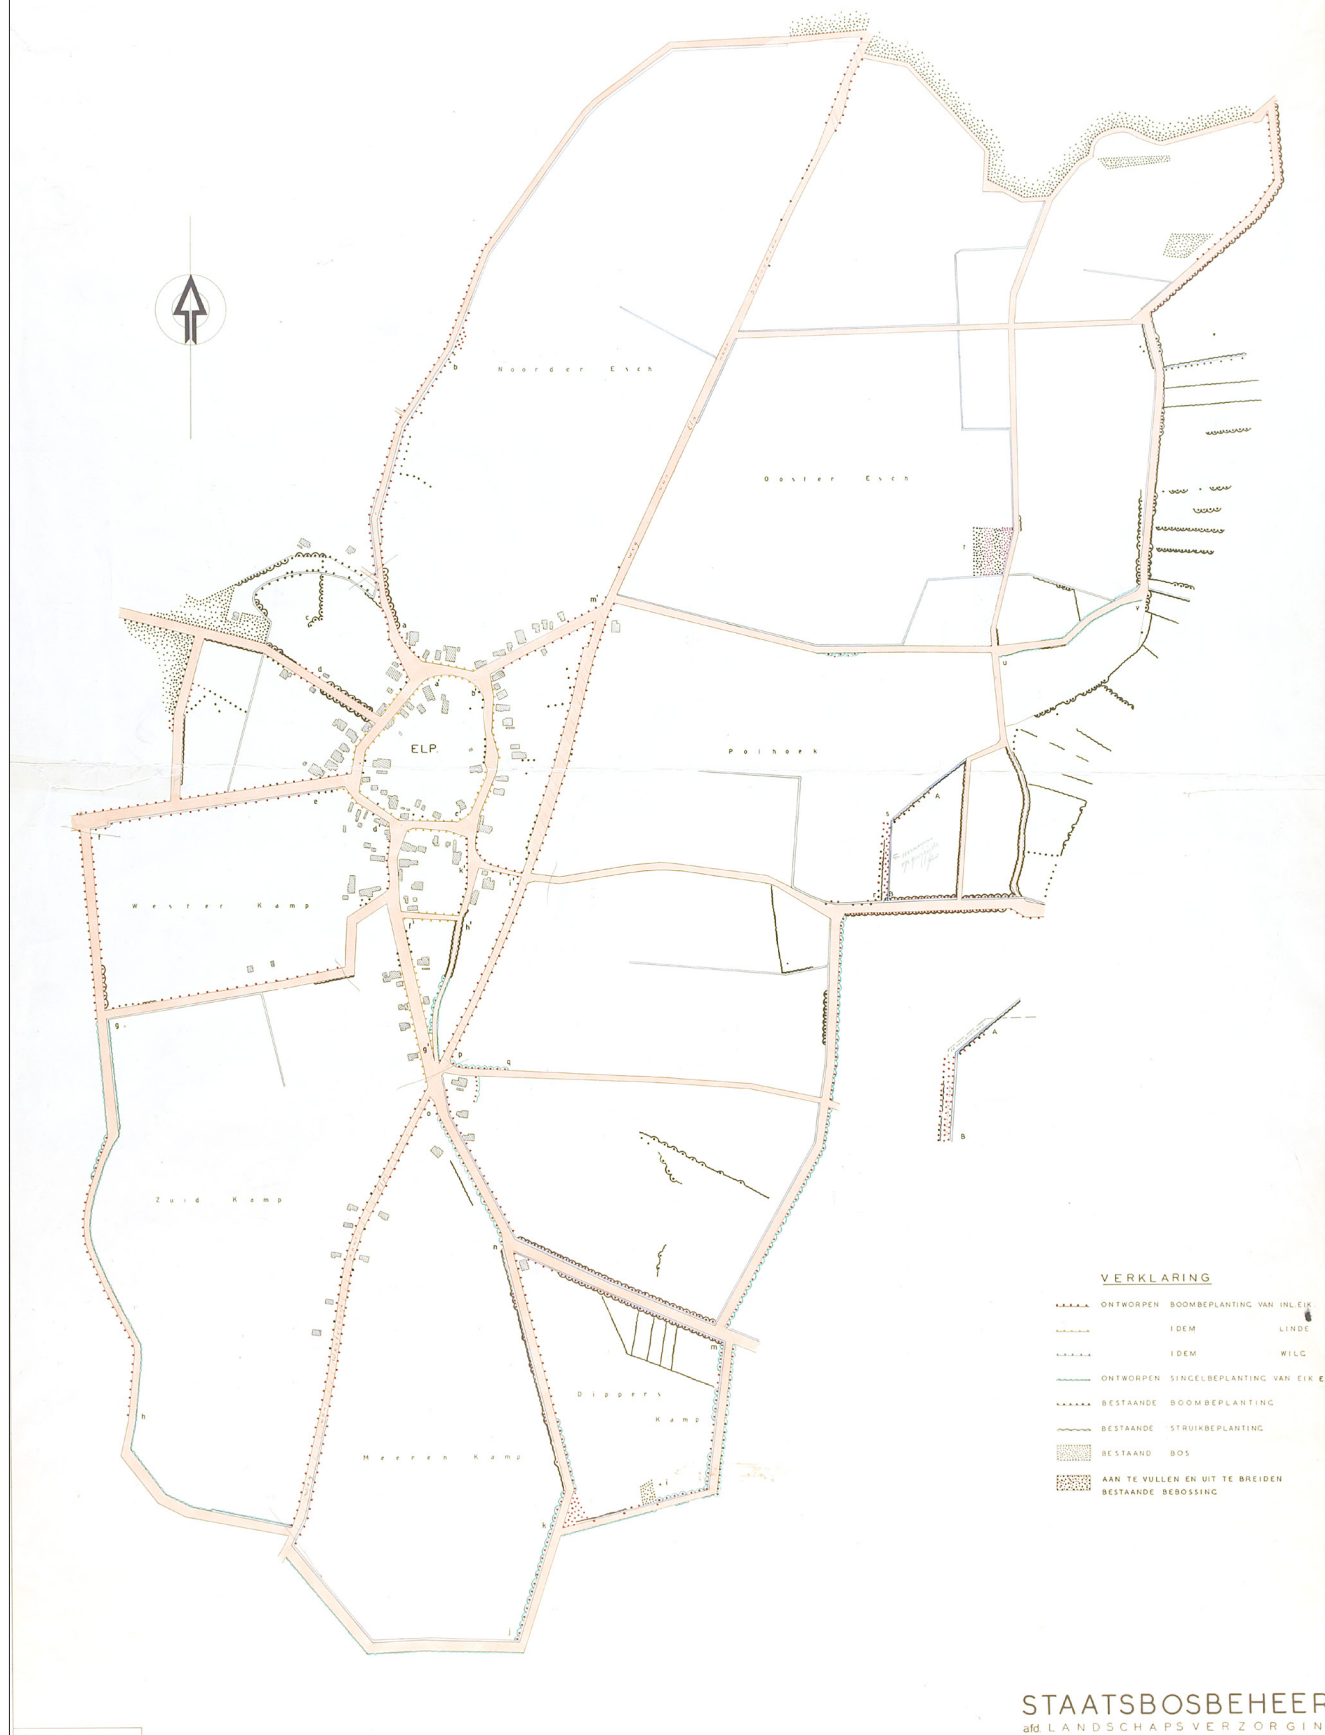 b
Noorder Esch
Ooster Esch
t
weg
m'
c
a
v
u
d
a'
b'
ELP.
Polhoek
e
A
s
f
d'
k'
l'
Wester Kamp
f'
h'
g.
g'
p
q
A
o
B
Zuid Kamp
n
VERKLARING
ONTWORPEN BOOMBEPLANTING VAN INL.EIK
IDEM LINDE
IDEM WILG
m
ONTWORPEN SINGELBEPLANTING VAN EIK E
Dippers
Kamp
BESTAANDE BOOMBEPLANTING
h
BESTAANDE STRUIKBEPLANTING
Meeren Kamp
BESTAAND BOS
AAN TE VULLEN EN UIT TE BREIDEN
BESTAANDE BEBOSSING
k
STAATSBOSBEHEER
afd. LANDSCHAPSVERZORGIN